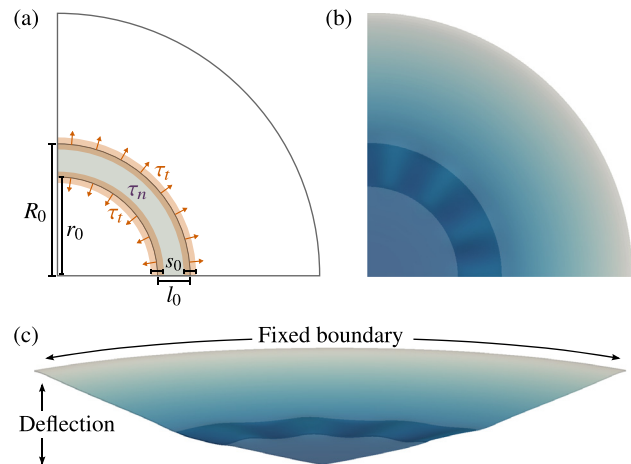 (a)
(b)
τₜ
τₙ
τₜ
R₀
r₀
s₀
l₀
(c)
Fixed boundary
Deflection